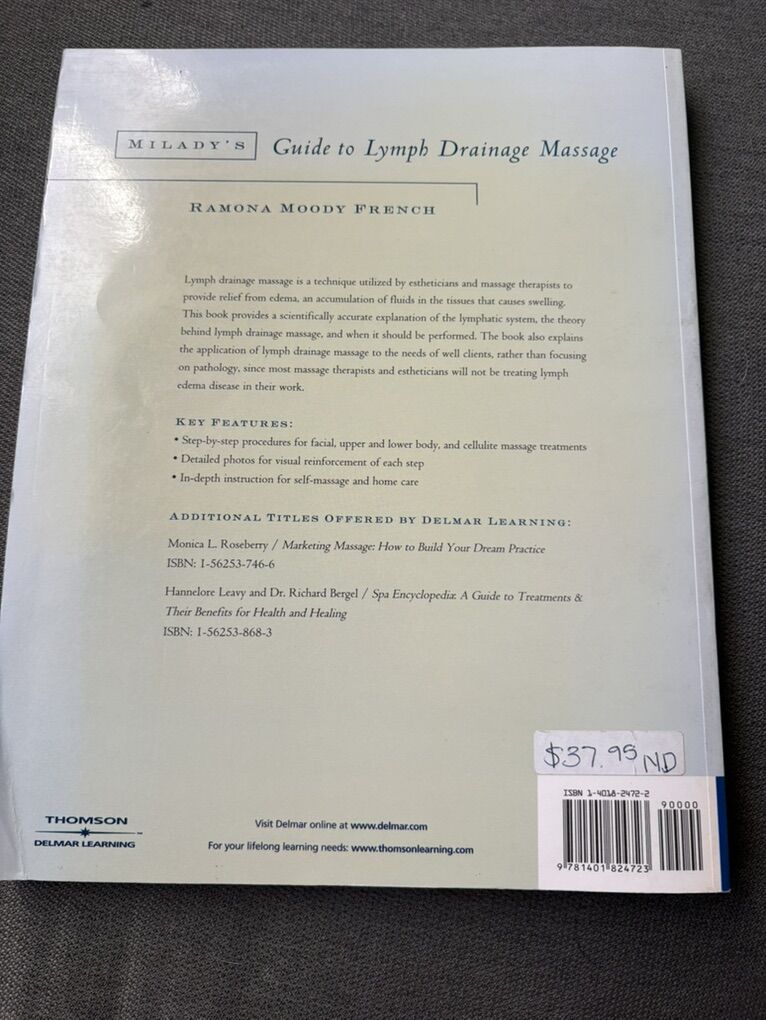 MILADY'S Guide to Lymph Drainage Massage
RAMONA MOODY FRENCH
Lymph drainage massage is a technique utilized by estheticians and massage therapists to
provide relief from edema, an accumulation of fluids in the tissues that causes swelling.
This book provides a scientifically accurate explanation of the lymphatic system, the theory
behind lymph drainage massage, and when it should be performed. The book also explains
the application of lymph drainage massage to the needs of well clients, rather than focusing
on pathology, since most massage therapists and estheticians will not be treating lymph
edema disease in their work.
KEY FEATURES:
• Step-by-step procedures for facial, upper and lower body, and cellulite massage treatments
• Detailed photos for visual reinforcement of each step
• In-depth instruction for self-massage and home care
ADDITIONAL TITLES OFFERED BY DELMAR LEARNING:
Monica L. Roseberry / Marketing Massage: How to Build Your Dream Practice
ISBN: 1-56253-746-6
Hannelore Leavy and Dr. Richard Bergel / Spa Encyclopedia: A Guide to Treatments &
Their Benefits for Health and Healing
ISBN: 1-56253-868-3
$37.95 ND
ISBN 1-4018-2472-2
90000
9 781401 824723
THOMSON
™
DELMAR LEARNING
Visit Delmar online at www.delmar.com
For your lifelong learning needs: www.thomsonlearning.com